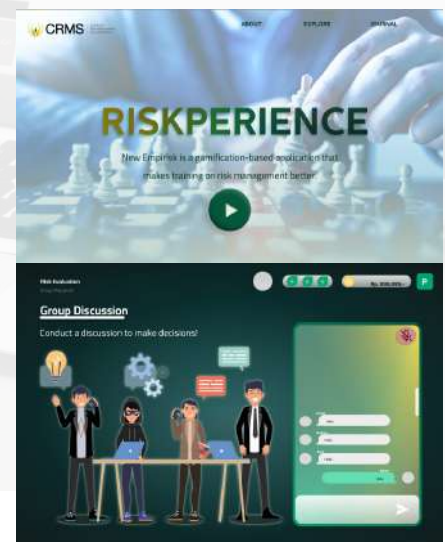 CRMS
ABOUT EXPLORE JOURNAL
RISKPERIENCE
New Empirisk is a gamification-based application that
makes training on risk management better.
Risk Evaluation
Group Discussion
Conduct a discussion to make decisions!
P